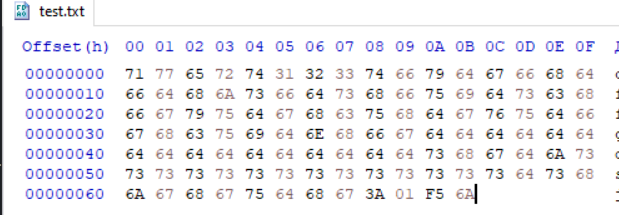 test.txt
Offset(h) 00 01 02 03 04 05 06 07 08 09 0A 0B 0C 0D 0E 0F
00000000 71 77 65 72 74 31 32 33 74 66 79 64 67 66 68 64
00000010 66 64 68 6A 73 66 64 73 68 66 75 69 64 73 63 68
00000020 66 67 79 75 64 67 68 63 75 68 64 67 76 75 64 66
00000030 67 68 63 75 69 64 6E 68 66 67 64 64 64 64 64 64
00000040 64 64 64 64 64 64 64 64 64 64 73 68 67 64 6A 73
00000050 73 73 73 73 73 73 73 73 73 73 73 73 73 64 73 68
00000060 6A 67 68 67 75 64 68 67 3A 01 F5 6A